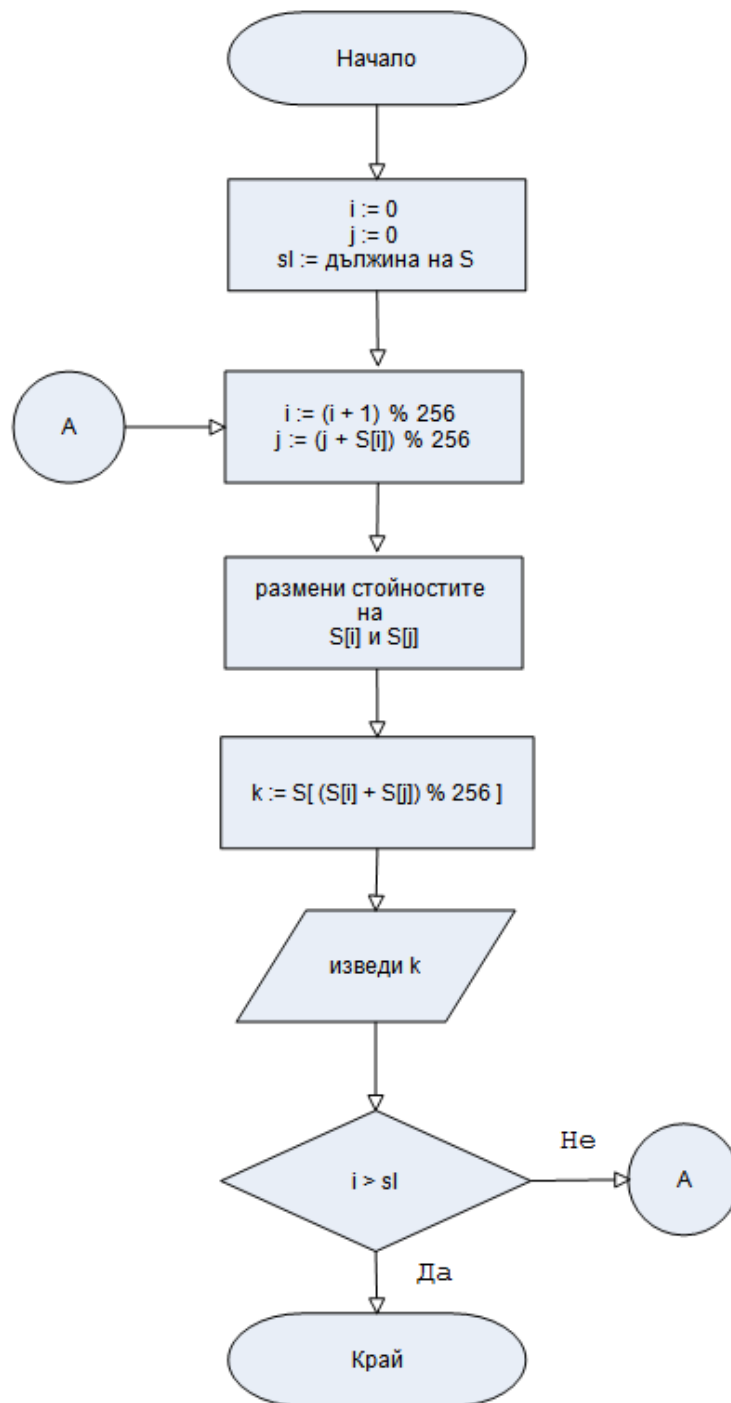 Начало
i := 0
j := 0
sl := дължина на S
A
i := (i + 1) % 256
j := (j + S[i]) % 256
размени стойностите
на
S[i] и S[j]
k := S[ (S[i] + S[j]) % 256 ]
изведи k
i > sl
Не
A
Да
Край